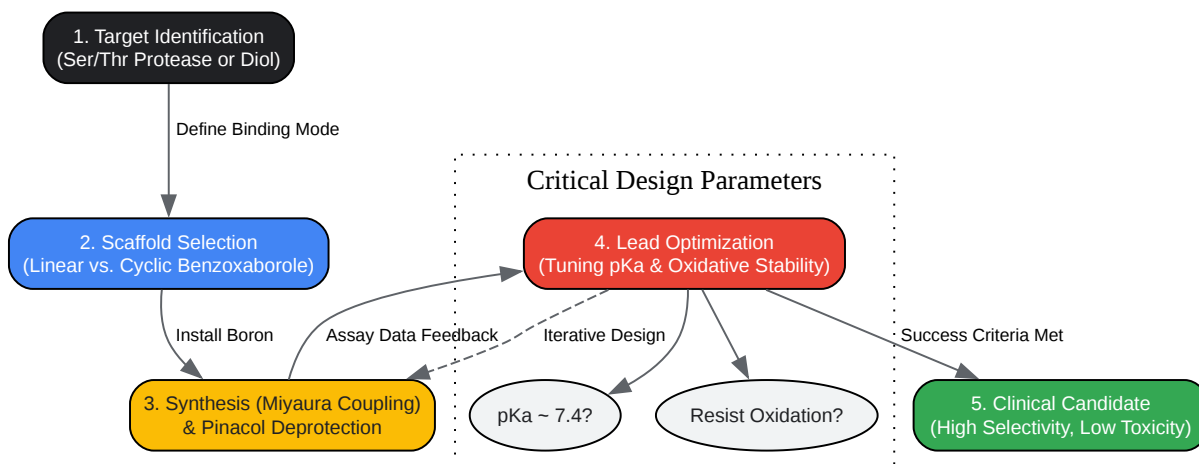 1. Target Identification
(Ser/Thr Protease or Diol)
Define Binding Mode
Critical Design Parameters
2. Scaffold Selection
(Linear vs. Cyclic Benzoxaborole)
4. Lead Optimization
(Tuning pKa & Oxidative Stability)
Install Boron
Assay Data Feedback
Iterative Design
Success Criteria Met
3. Synthesis (Miyaura Coupling)
& Pinacol Deprotection
pKa ~ 7.4?
Resist Oxidation?
5. Clinical Candidate
(High Selectivity, Low Toxicity)